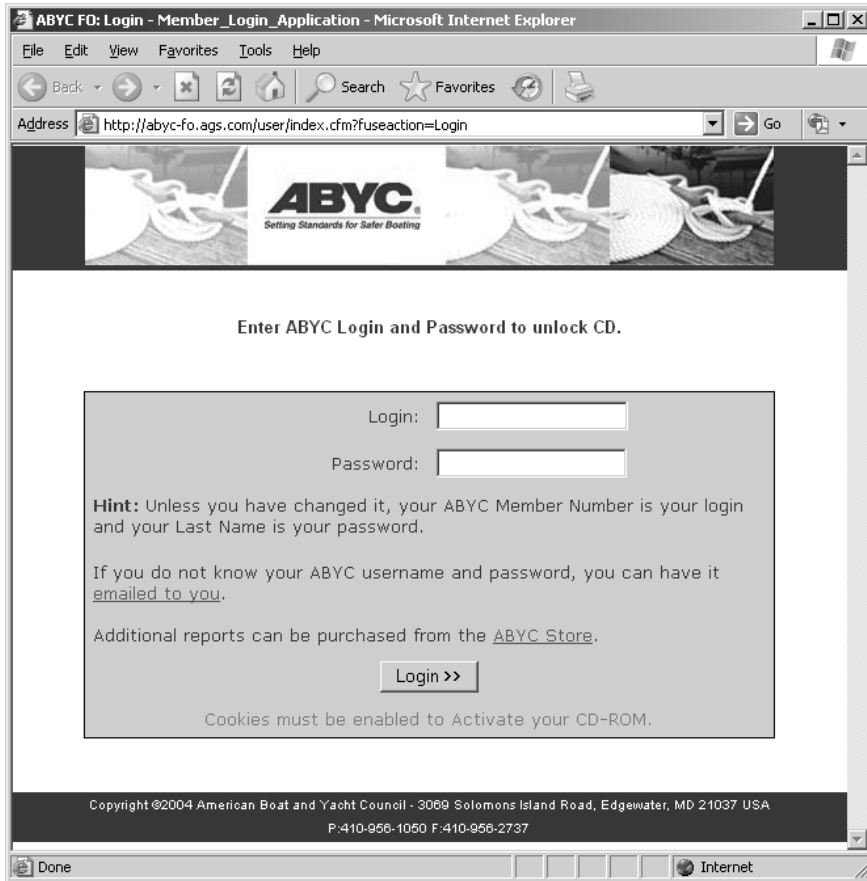 ABYC FO: Login - Member_Login_Application - Microsoft Internet Explorer
File Edit View Favorites Tools Help
Back Search Favorites
Address http://abyc-fo.ags.com/user/index.cfm?fuseaction=Login Go
ABYC®
Setting Standards for Safer Boating
Enter ABYC Login and Password to unlock CD.
Login:
Password:
Hint: Unless you have changed it, your ABYC Member Number is your login
and your Last Name is your password.
If you do not know your ABYC username and password, you can have it
emailed to you.
Additional reports can be purchased from the ABYC Store.
Login >>
Cookies must be enabled to Activate your CD-ROM.
Copyright ©2004 American Boat and Yacht Council - 3069 Solomons Island Road, Edgewater, MD 21037 USA
P:410-956-1050 F:410-956-2737
Done Internet